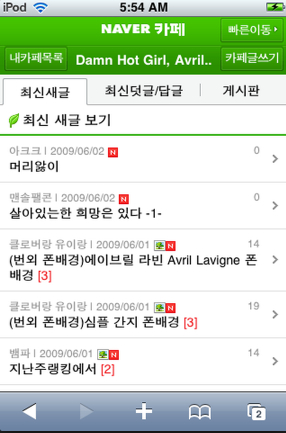 iPod 5:54 AM
NAVER 카페 빠른이동
내카페목록 Damn Hot Girl, Avril.. 카페글쓰기
최신새글 최신덧글/답글 게시판
최신 새글 보기
아크크 | 2009/06/02 N 0
머리앓이
맨솔팰콘 | 2009/06/02 N 0
살아있는한 희망은 있다 -1-
클로버랑 유이랑 | 2009/06/01 N 14
(번외 폰배경)에이브릴 라빈 Avril Lavigne 폰
배경 [3]
클로버랑 유이랑 | 2009/06/01 N 19
(번외 폰배경)심플 간지 폰배경 [3]
뱀파 | 2009/06/01 N 14
지난주랭킹에서 [2]
2